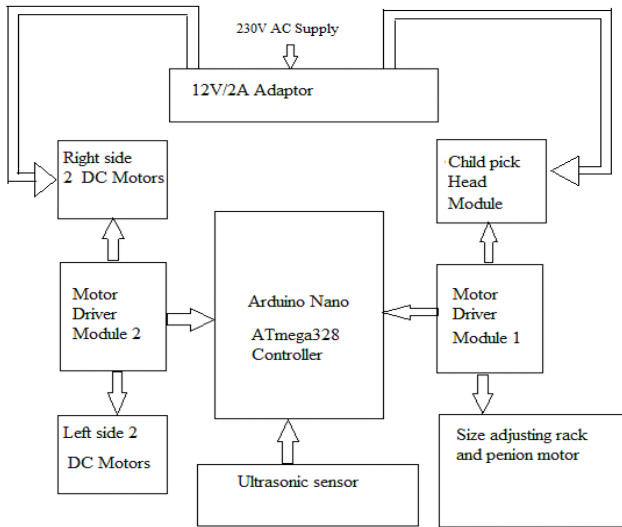 230V AC Supply
12V/2A Adaptor
Right side
2 DC Motors
Child pick
Head
Module
Motor
Driver
Module 2
Arduino Nano
ATmega328
Controller
Motor
Driver
Module 1
Left side 2
DC Motors
Ultrasonic sensor
Size adjusting rack
and penion motor